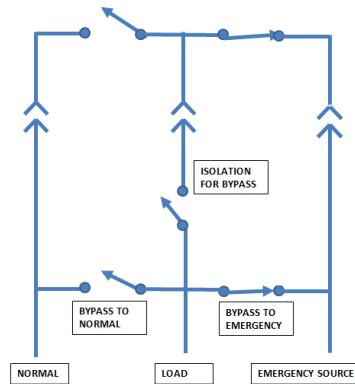 ISOLATION
FOR BYPASS
BYPASS TO
NORMAL
BYPASS TO
EMERGENCY
NORMAL
LOAD
EMERGENCY SOURCE